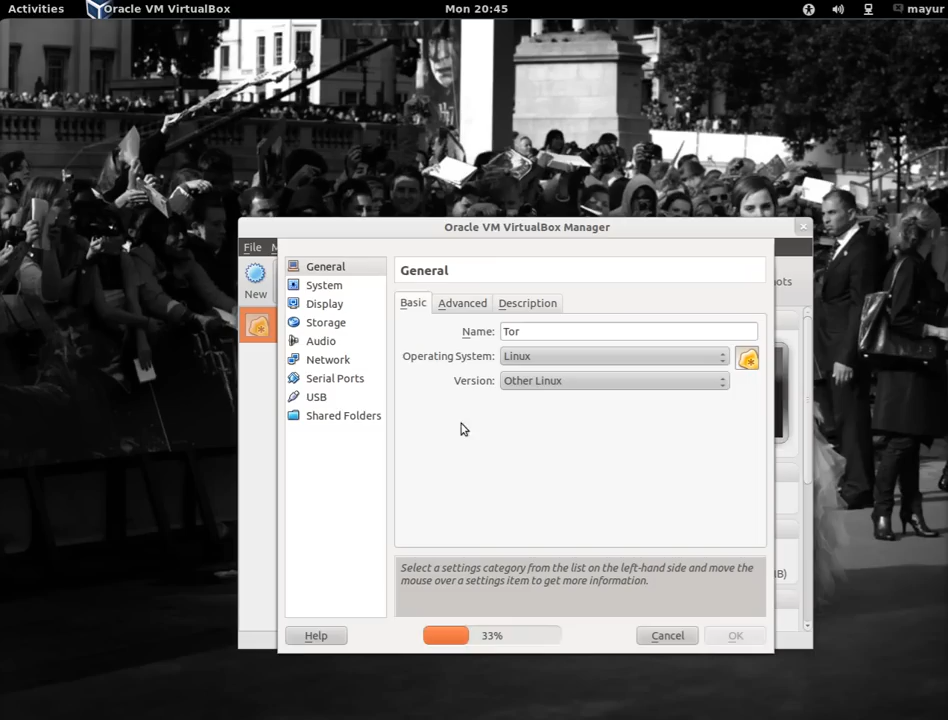 Activities Oracle VM VirtualBox Mon 20:45 mayur
Oracle VM VirtualBox Manager
File
New
General
System
Display
Storage
Audio
Network
Serial Ports
USB
Shared Folders
General
Basic Advanced Description
Name: Tor
Operating System: Linux
Version: Other Linux
Select a settings category from the list on the left-hand side and move the
mouse over a settings item to get more information.
Help 33% Cancel OK